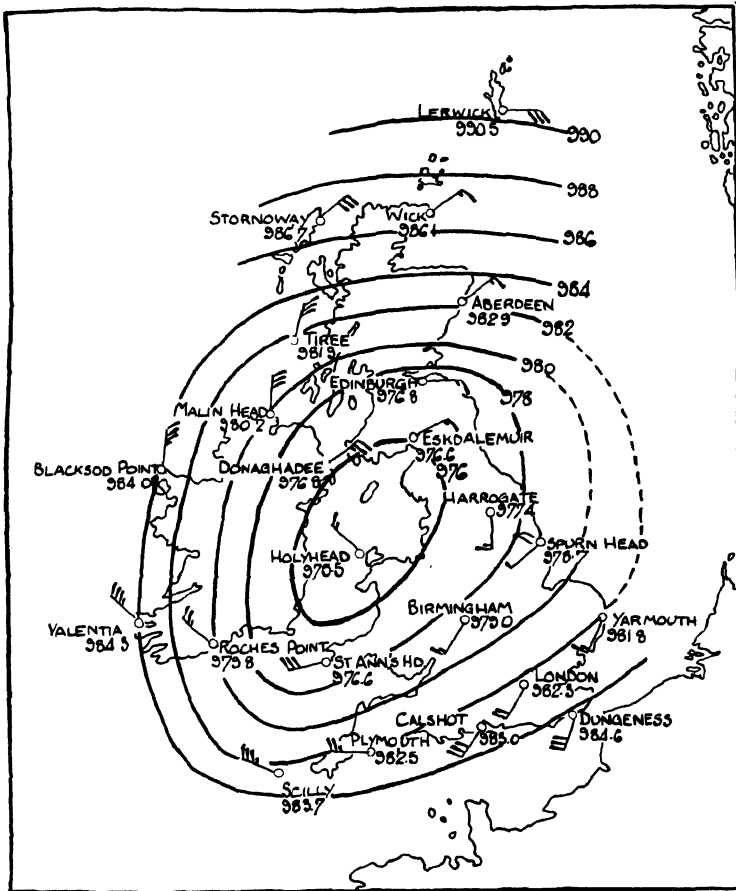 LERWICK
990.5
990
988
STORNOWAY
986.7
WICK
986.1
986
984
ABERDEEN
982.9
982
TIREE
981.9
980
EDINBURGH
976.8
978
MALIN HEAD
980.2
ESKDALEMUIR
976.6
976
BLACKSOD POINT
984.0
DONAGHADEE
976.8
HARROGATE
977.4
HOLYHEAD
SPURN HEAD
978.7
VALENTIA
984.3
BIRMINGHAM
979.0
YARMOUTH
981.8
ROCHES POINT
979.8
ST ANN'S HD.
976.6
LONDON
982.3
CALSHOT
983.0
DUNGENESS
984.6
PLYMOUTH
982.5
SCILLY
983.7